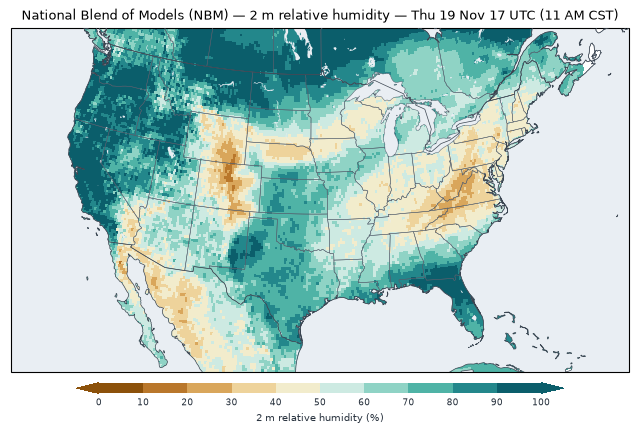 National Blend of Models (NBM) — 2 m relative humidity — Thu 19 Nov 17 UTC (11 AM CST)
0 10 20 30 40 50 60 70 80 90 100
2 m relative humidity (%)